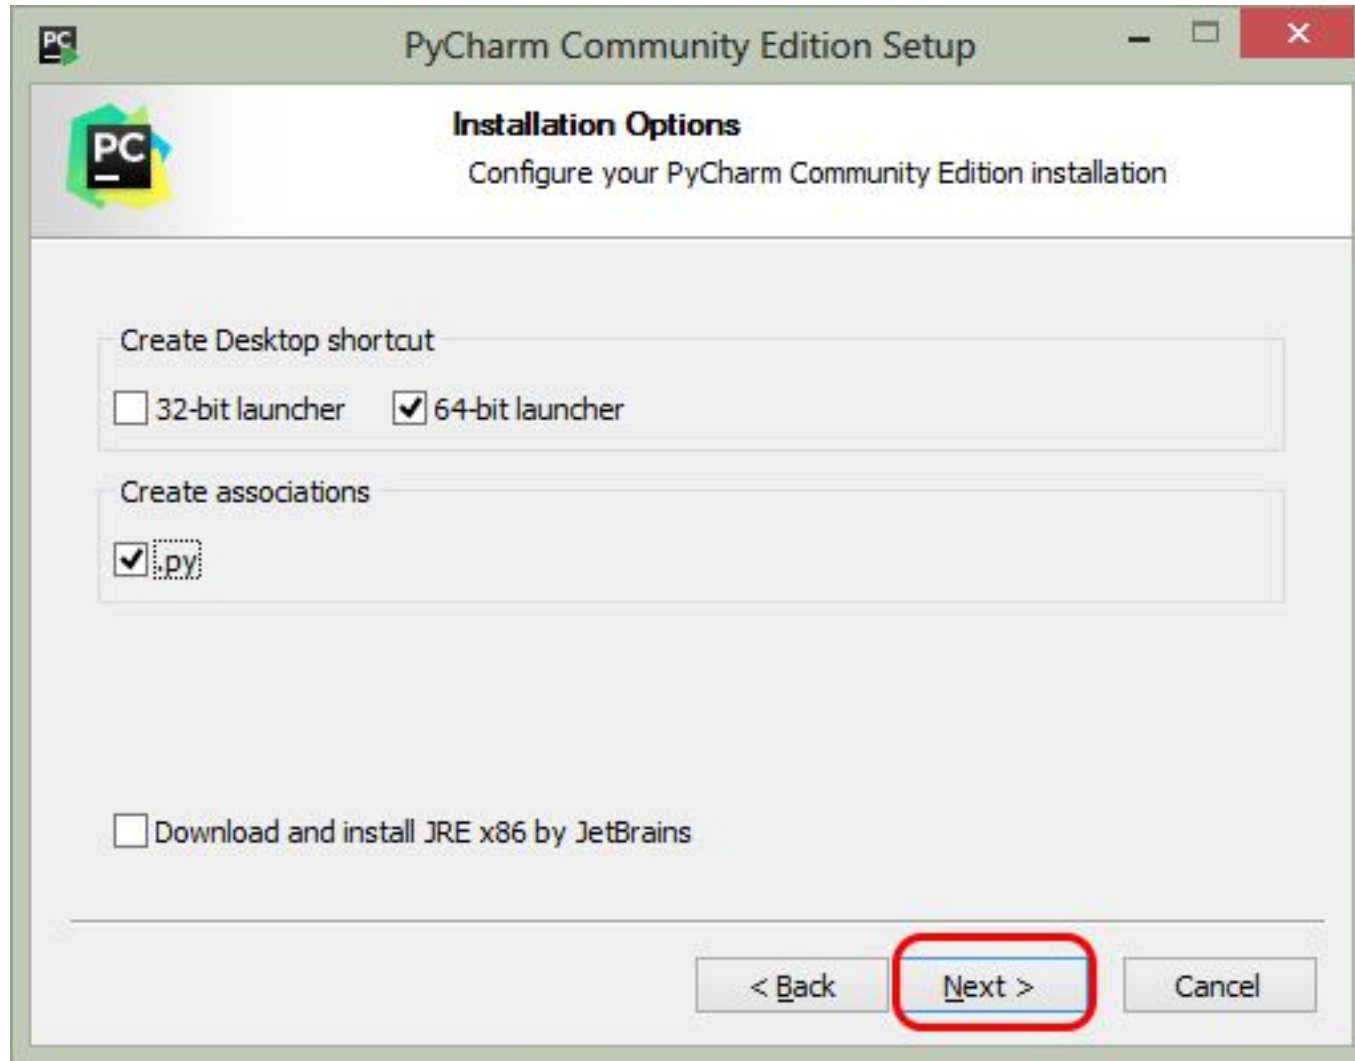 PC
PyCharm Community Edition Setup
PC
Installation Options
Configure your PyCharm Community Edition installation
Create Desktop shortcut
32-bit launcher 64-bit launcher
Create associations
.py
Download and install JRE x86 by JetBrains
< Back Next > Cancel